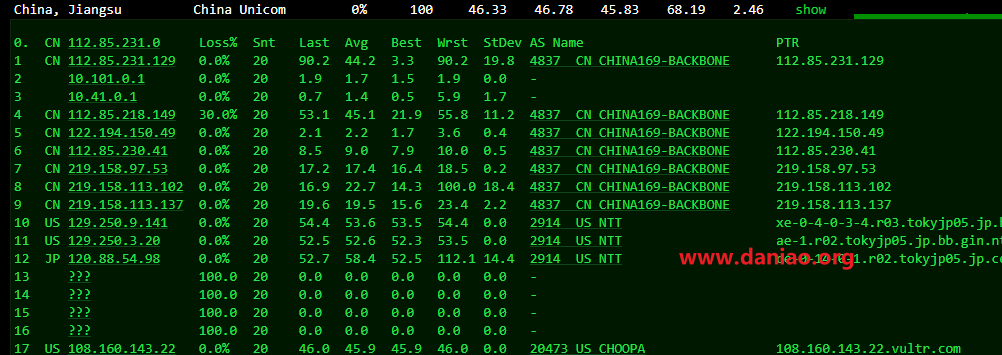 China, Jiangsu China Unicom 0% 100 46.33 46.78 45.83 68.19 2.46 show
0. CN 112.85.231.0 Loss% Snt Last Avg Best Wrst StDev AS Name PTR
1 CN 112.85.231.129 0.0% 20 90.2 44.2 3.3 90.2 19.8 4837 CN CHINA169-BACKBONE 112.85.231.129
2 10.101.0.1 0.0% 20 1.9 1.7 1.5 1.9 0.0 -
3 10.41.0.1 0.0% 20 0.7 1.4 0.5 5.9 1.7 -
4 CN 112.85.218.149 30.0% 20 53.1 45.1 21.9 55.8 11.2 4837 CN CHINA169-BACKBONE 112.85.218.149
5 CN 122.194.150.49 0.0% 20 2.1 2.2 1.7 3.6 0.4 4837 CN CHINA169-BACKBONE 122.194.150.49
6 CN 112.85.230.41 0.0% 20 8.5 9.0 7.9 10.0 0.5 4837 CN CHINA169-BACKBONE 112.85.230.41
7 CN 219.158.97.53 0.0% 20 17.2 17.4 16.4 18.5 0.2 4837 CN CHINA169-BACKBONE 219.158.97.53
8 CN 219.158.113.102 0.0% 20 16.9 22.7 14.3 100.0 18.4 4837 CN CHINA169-BACKBONE 219.158.113.102
9 CN 219.158.113.137 0.0% 20 19.6 19.5 15.6 23.4 2.2 4837 CN CHINA169-BACKBONE 219.158.113.137
10 US 129.250.9.141 0.0% 20 54.4 53.6 53.5 54.4 0.0 2914 US NTT xe-0-4-0-3-4.r03.tokyjp05.jp.b
11 US 129.250.3.20 0.0% 20 52.5 52.6 52.3 53.5 0.0 2914 US NTT ae-1.r02.tokyjp05.jp.bb.gin.nt
12 JP 120.88.54.98 0.0% 20 52.7 58.4 52.5 112.1 14.4 2914 US NTT .r02.tokyjp05.jp.ce
www.daniao.org
13 ??? 100.0 20 0.0 0.0 0.0 0.0 0.0 -
14 ??? 100.0 20 0.0 0.0 0.0 0.0 0.0 -
15 ??? 100.0 20 0.0 0.0 0.0 0.0 0.0 -
16 ??? 100.0 20 0.0 0.0 0.0 0.0 0.0 -
17 US 108.160.143.22 0.0% 20 46.0 45.9 45.9 46.0 0.0 20473 US CHOOPA 108.160.143.22.vultr.com